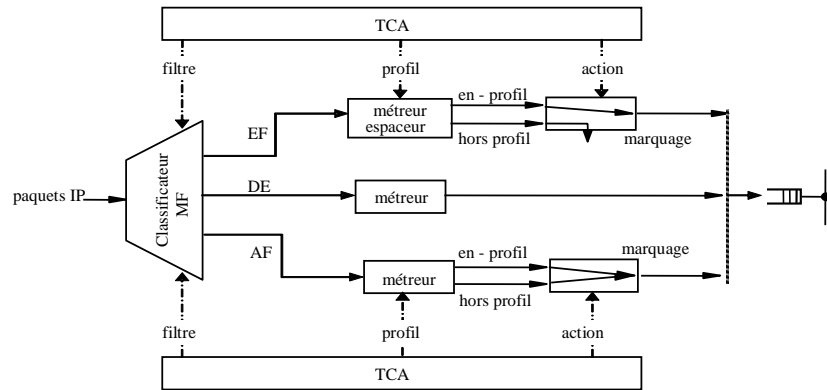 TCA
filtre
profil
action
en - profil
métreur
espaceur
EF
hors profil
marquage
Classificateur
MF
paquets IP
DE
métreur
AF
en - profil
marquage
métreur
hors profil
filtre
profil
action
TCA